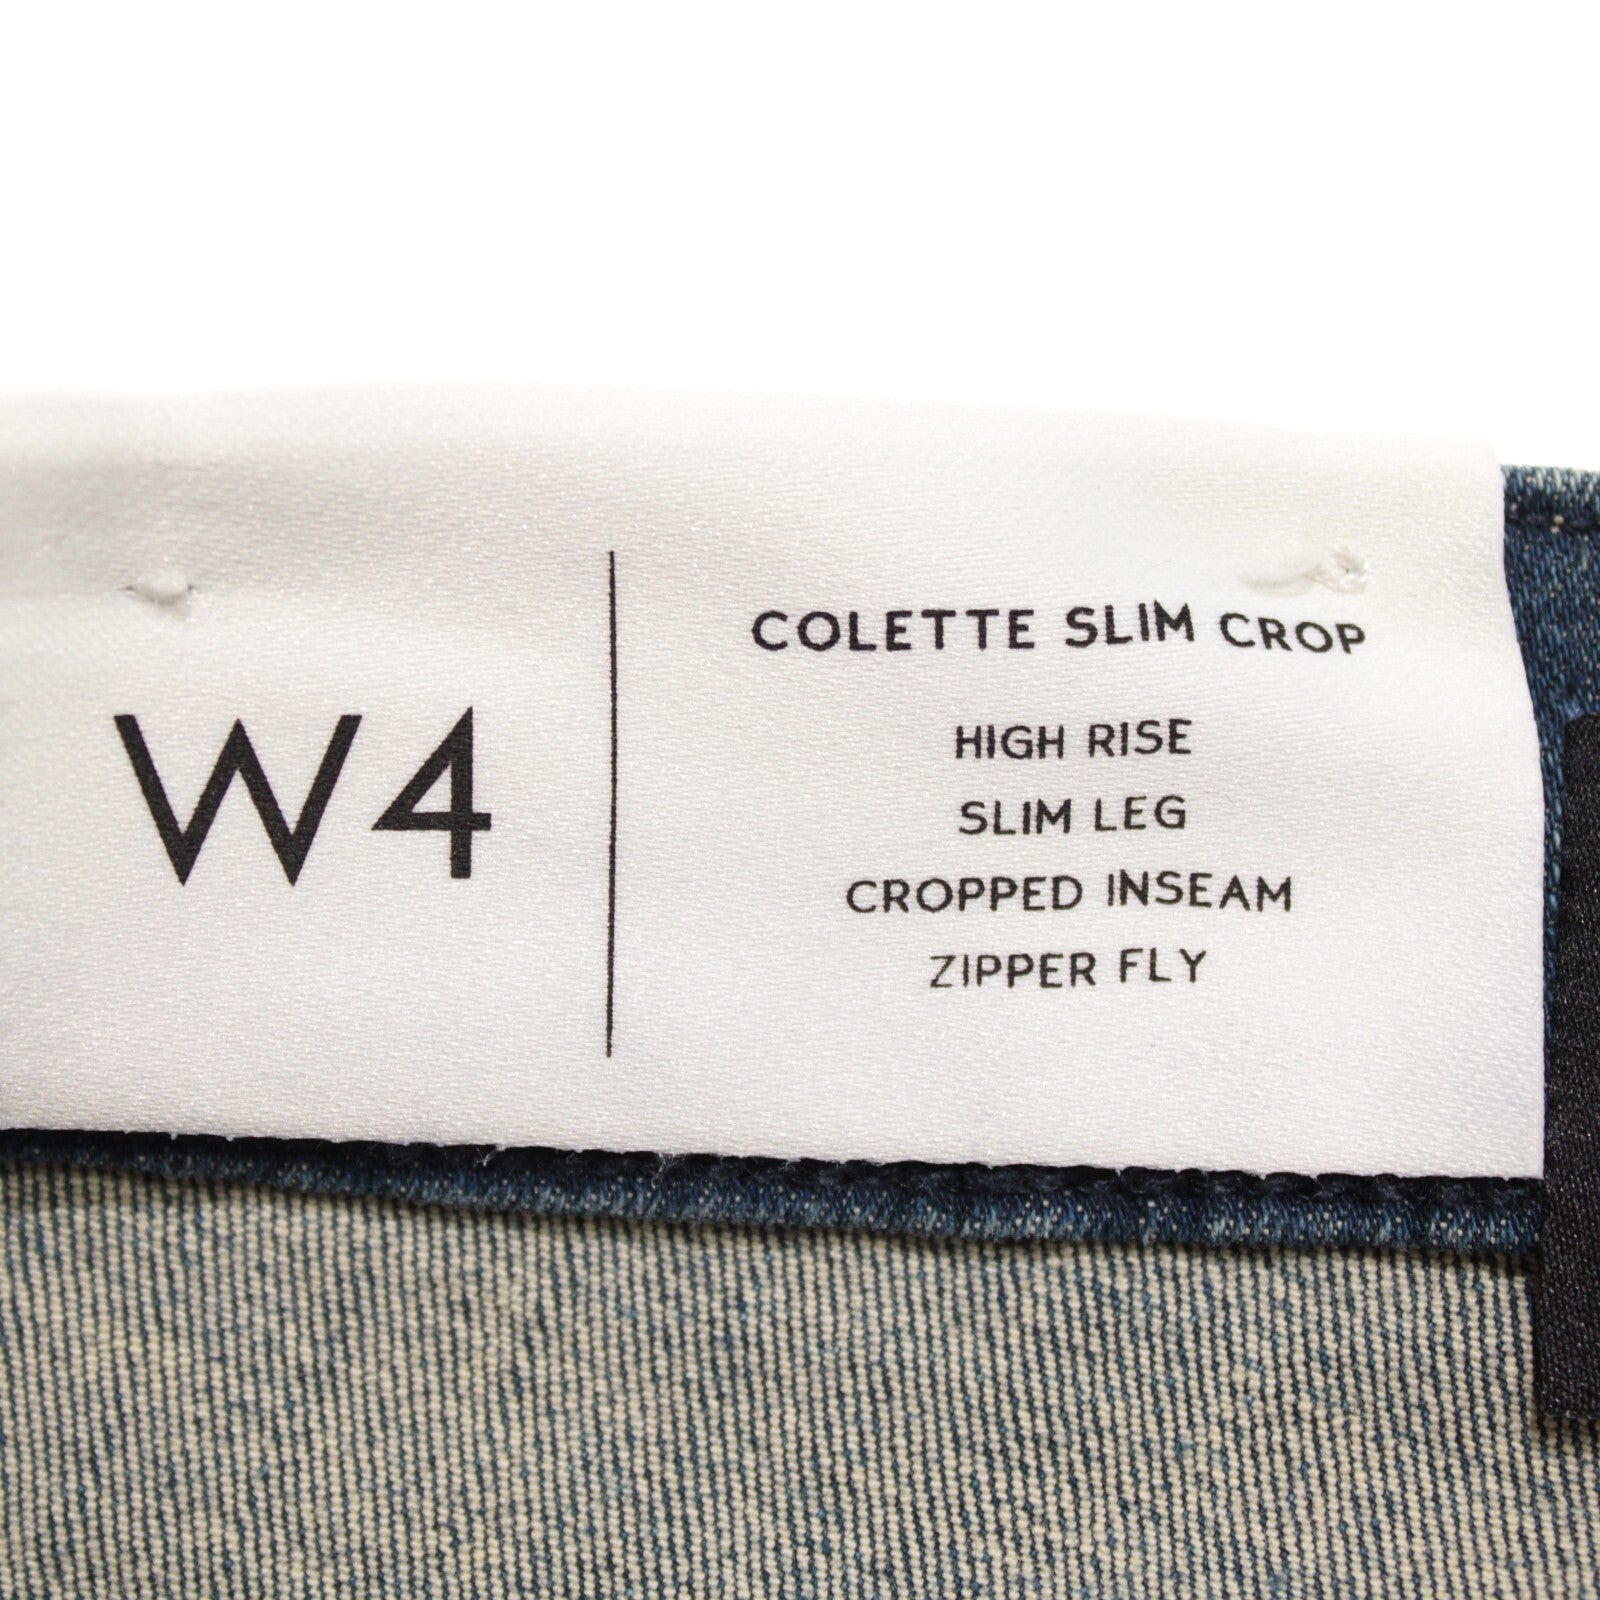 W4
COLETTE SLIM CROP
HIGH RISE
SLIM LEG
CROPPED INSEAM
ZIPPER FLY